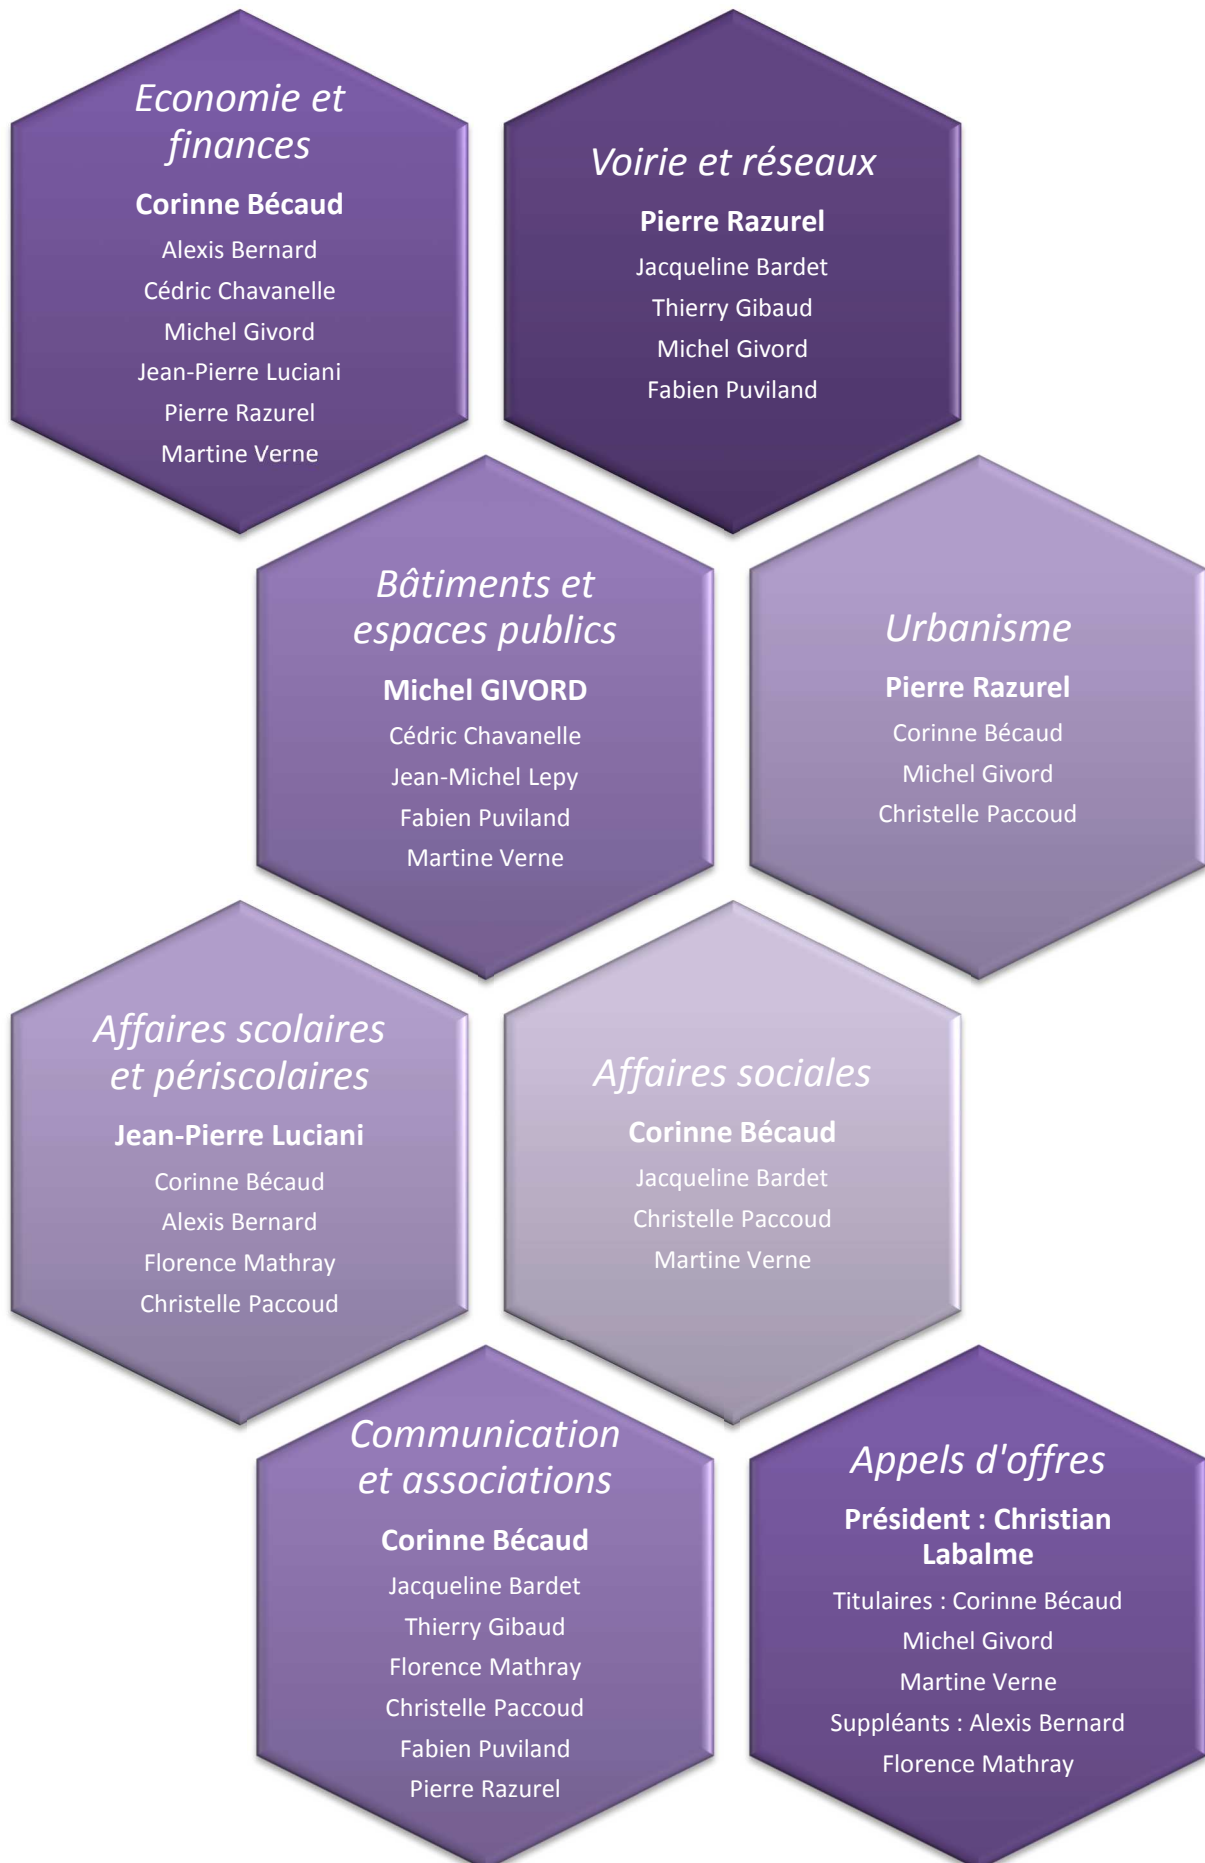 Economie et
finances
Corinne Bécaud
Alexis Bernard
Cédric Chavanelle
Michel Givord
Jean-Pierre Luciani
Pierre Razurel
Martine Verne
Voirie et réseaux
Pierre Razurel
Jacqueline Bardet
Thierry Gibaud
Michel Givord
Fabien Puviland
Bâtiments et
espaces publics
Michel GIVORD
Cédric Chavanelle
Jean-Michel Lepy
Fabien Puviland
Martine Verne
Urbanisme
Pierre Razurel
Corinne Bécaud
Michel Givord
Christelle Paccoud
Affaires scolaires
et périscolaires
Jean-Pierre Luciani
Corinne Bécaud
Alexis Bernard
Florence Mathray
Christelle Paccoud
Affaires sociales
Corinne Bécaud
Jacqueline Bardet
Christelle Paccoud
Martine Verne
Communication
et associations
Corinne Bécaud
Jacqueline Bardet
Thierry Gibaud
Florence Mathray
Christelle Paccoud
Fabien Puviland
Pierre Razurel
Appels d'offres
Président : Christian
Labalme
Titulaires : Corinne Bécaud
Michel Givord
Martine Verne
Suppléants : Alexis Bernard
Florence Mathray